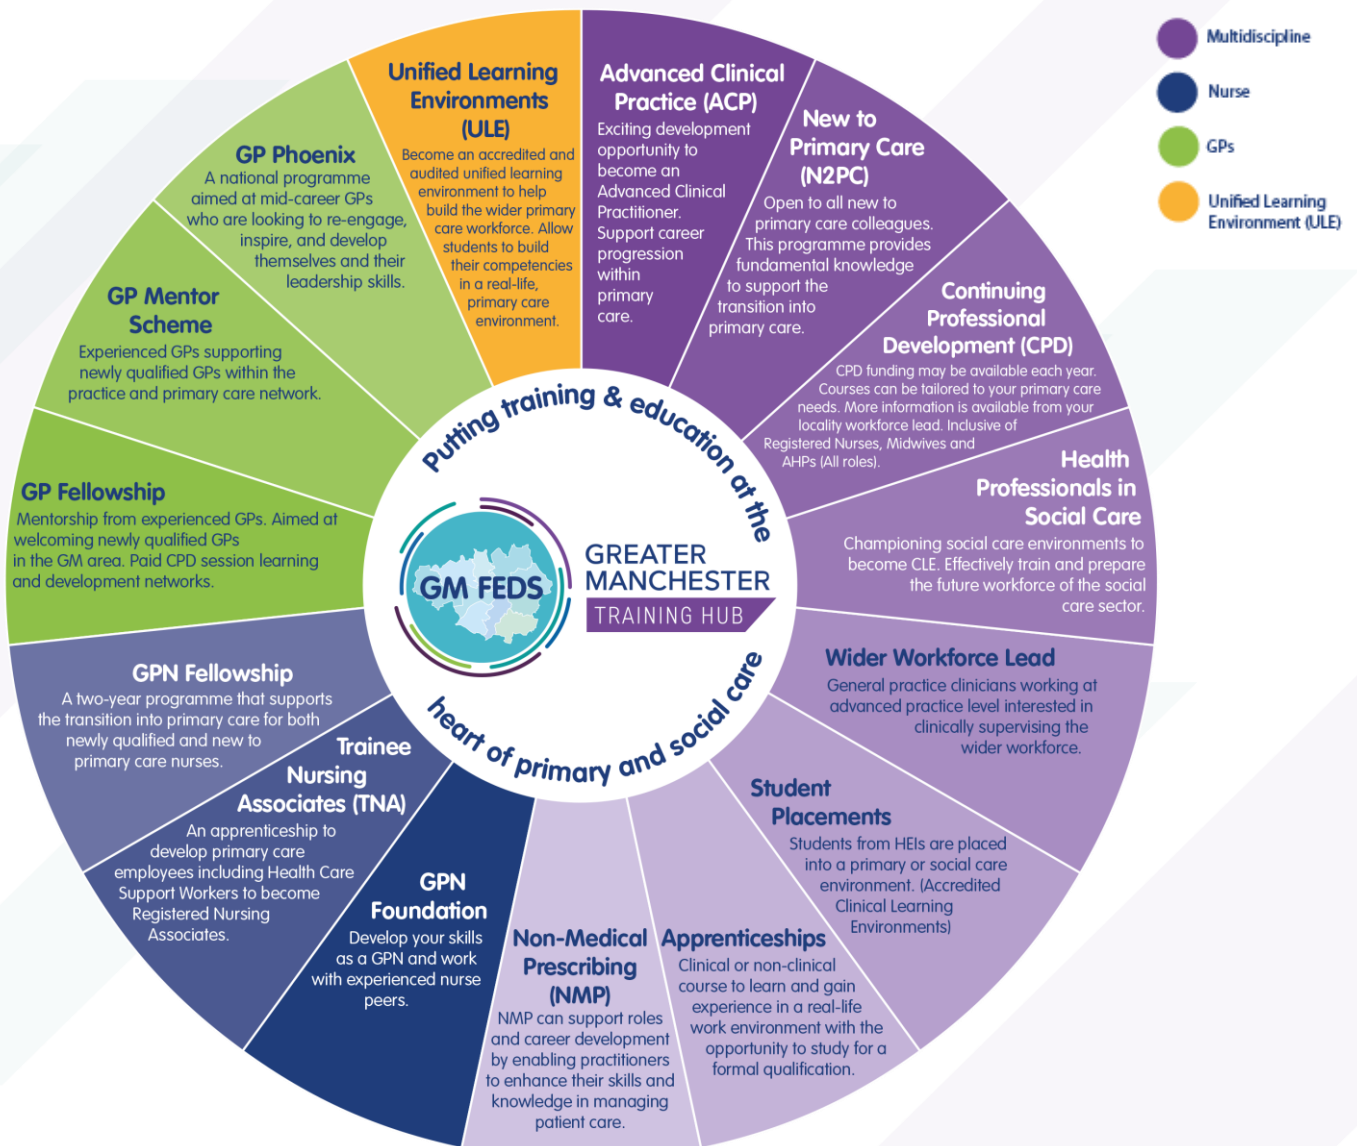 Multidiscipline
Nurse
GPs
Unified Learning
Environment (ULE)
Unified Learning
Environments
(ULE)
Become an accredited and
audited unified learning
environment to help
build the wider primary
care workforce. Allow
students to build
their competencies
in a real-life,
primary care
environment.
Advanced Clinical
Practice (ACP)
Exciting development
opportunity to
become an
Advanced Clinical
Practitioner.
Support career
progression
within
primary
care.
New to
Primary Care
(N2PC)
Open to all new to
primary care colleagues.
This programme provides
fundamental knowledge
to support the
transition into
primary care.
Continuing
Professional
Development (CPD)
CPD funding may be available each year.
Courses can be tailored to your primary care
needs. More information is available from your
locality workforce lead. Inclusive of
Registered Nurses, Midwives and
AHPs (All roles).
Health
Professionals in
Social Care
Championing social care environments to
become CLE. Effectively train and prepare
the future workforce of the social
care sector.
Wider Workforce Lead
General practice clinicians working at
advanced practice level interested in
clinically supervising the
wider workforce.
Student
Placements
Students from HEIs are placed
into a primary or social care
environment. (Accredited
Clinical Learning
Environments)
Apprenticeships
Clinical or non-clinical
course to learn and gain
experience in a real-life
work environment with the
opportunity to study for a
formal qualification.
Non-Medical
Prescribing
(NMP)
NMP can support roles
and career development
by enabling practitioners
to enhance their skills and
knowledge in managing
patient care.
GPN
Foundation
Develop your skills
as a GPN and work
with experienced nurse
peers.
Trainee
Nursing
Associates (TNA)
An apprenticeship to
develop primary care
employees including Health Care
Support Workers to become
Registered Nursing
Associates.
GPN Fellowship
A two-year programme that supports
the transition into primary care for both
newly qualified and new to
primary care nurses.
GP Fellowship
Mentorship from experienced GPs. Aimed at
welcoming newly qualified GPs
in the GM area. Paid CPD session learning
and development networks.
GP Mentor
Scheme
Experienced GPs supporting
newly qualified GPs within the
practice and primary care network.
GP Phoenix
A national programme
aimed at mid-career GPs
who are looking to re-engage,
inspire, and develop
themselves and their
leadership skills.
Putting training & education at the
heart of primary and social care
GM FEDS
GREATER
MANCHESTER
TRAINING HUB